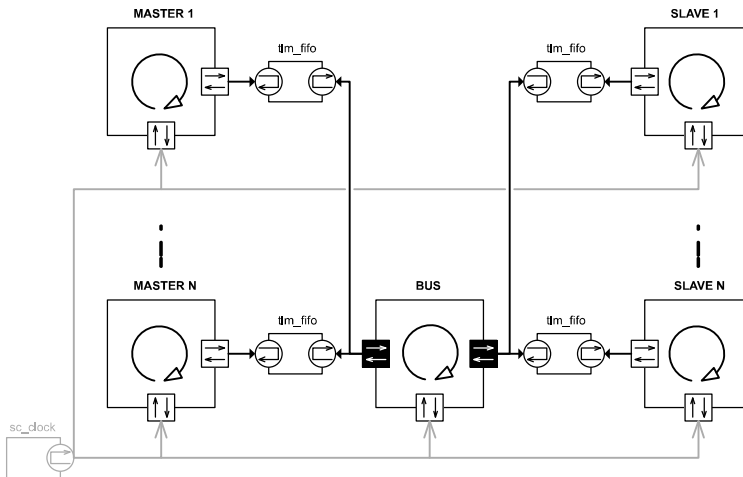 MASTER 1
SLAVE 1
tlm_fifo
tlm_fifo
MASTER N
BUS
SLAVE N
tlm_fifo
tlm_fifo
sc_clock